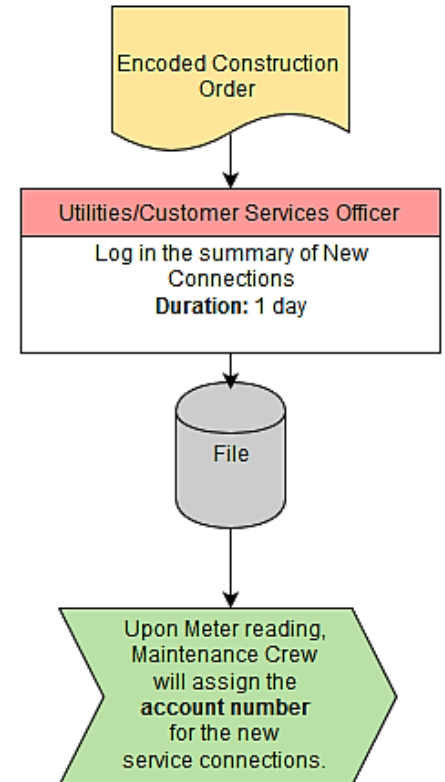 Encoded Construction
Order
Utilities/Customer Services Officer
Log in the summary of New
Connections
Duration: 1 day
File
Upon Meter reading,
Maintenance Crew
will assign the
account number
for the new
service connections.